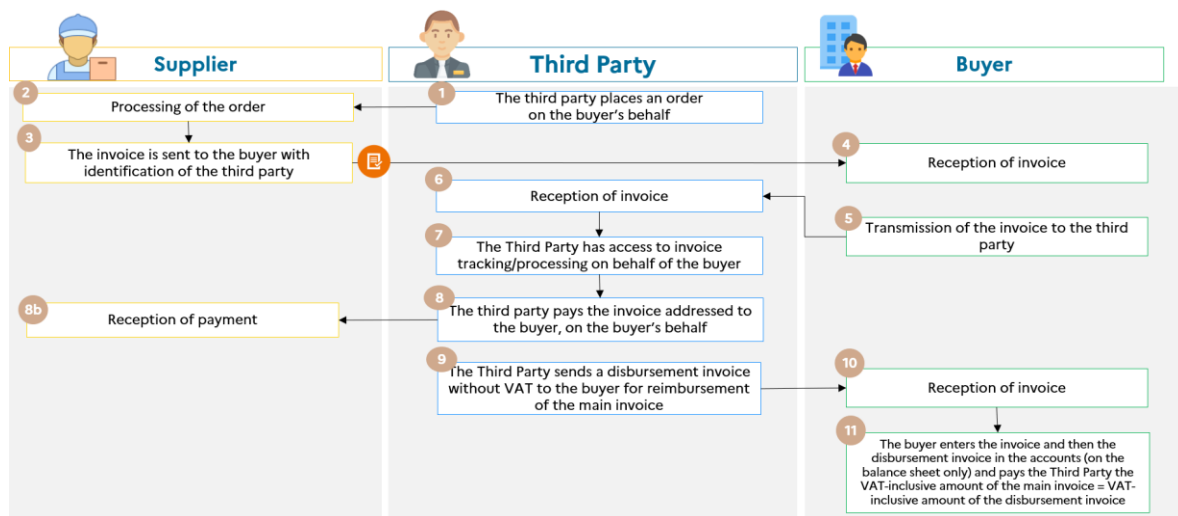 Supplier
Third Party
Buyer
1
The third party places an order
on the buyer's behalf
2
Processing of the order
3
The invoice is sent to the buyer with
identification of the third party
4
Reception of invoice
5
Transmission of the invoice to the third
party
6
Reception of invoice
7
The Third Party has access to invoice
tracking/processing on behalf of the buyer
8
The third party pays the invoice addressed to
the buyer, on the buyer's behalf
8b
Reception of payment
9
The Third Party sends a disbursement invoice
without VAT to the buyer for reimbursement
of the main invoice
10
Reception of invoice
11
The buyer enters the invoice and then the
disbursement invoice in the accounts (on the
balance sheet only) and pays the Third Party the
VAT-inclusive amount of the main invoice = VAT-
inclusive amount of the disbursement invoice